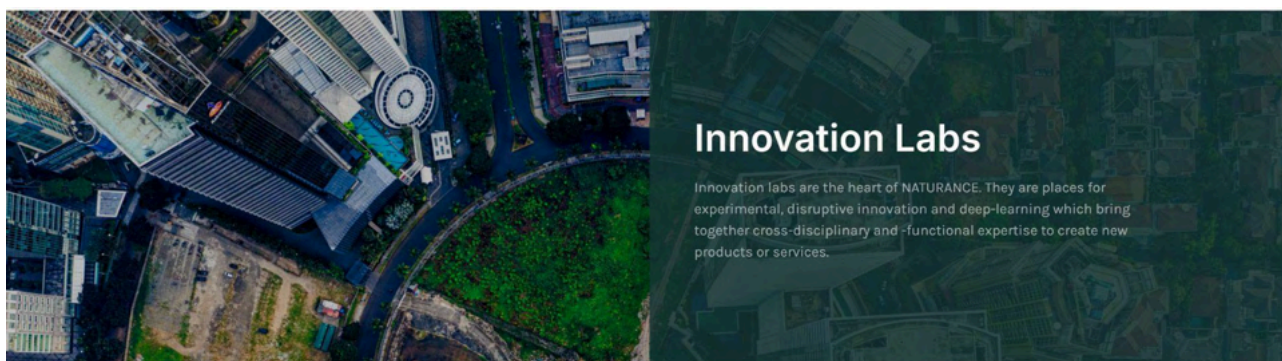 Innovation Labs
Innovation labs are the heart of NATURANCE. They are places for
experimental, disruptive innovation and deep-learning which bring
together cross-disciplinary and -functional expertise to create new
products or services.